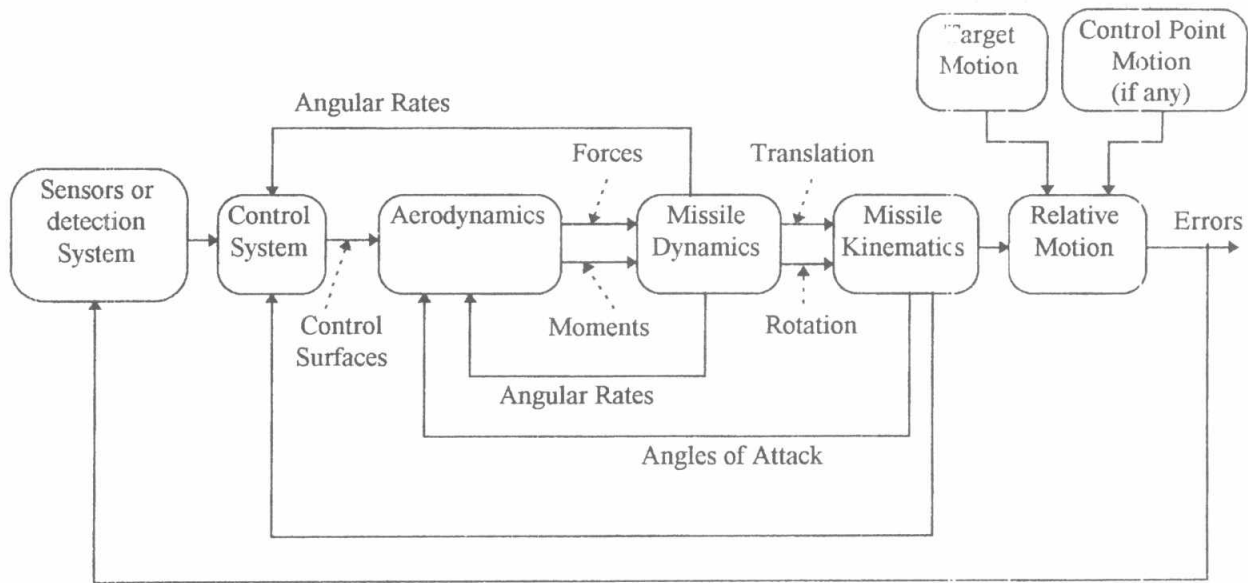 Target
Motion
Control Point
Motion
(if any)
Angular Rates
Forces
Translation
Sensors or
detection
System
Control
System
Aerodynamics
Missile
Dynamics
Missile
Kinematics
Relative
Motion
Errors
Control
Surfaces
Moments
Rotation
Angular Rates
Angles of Attack